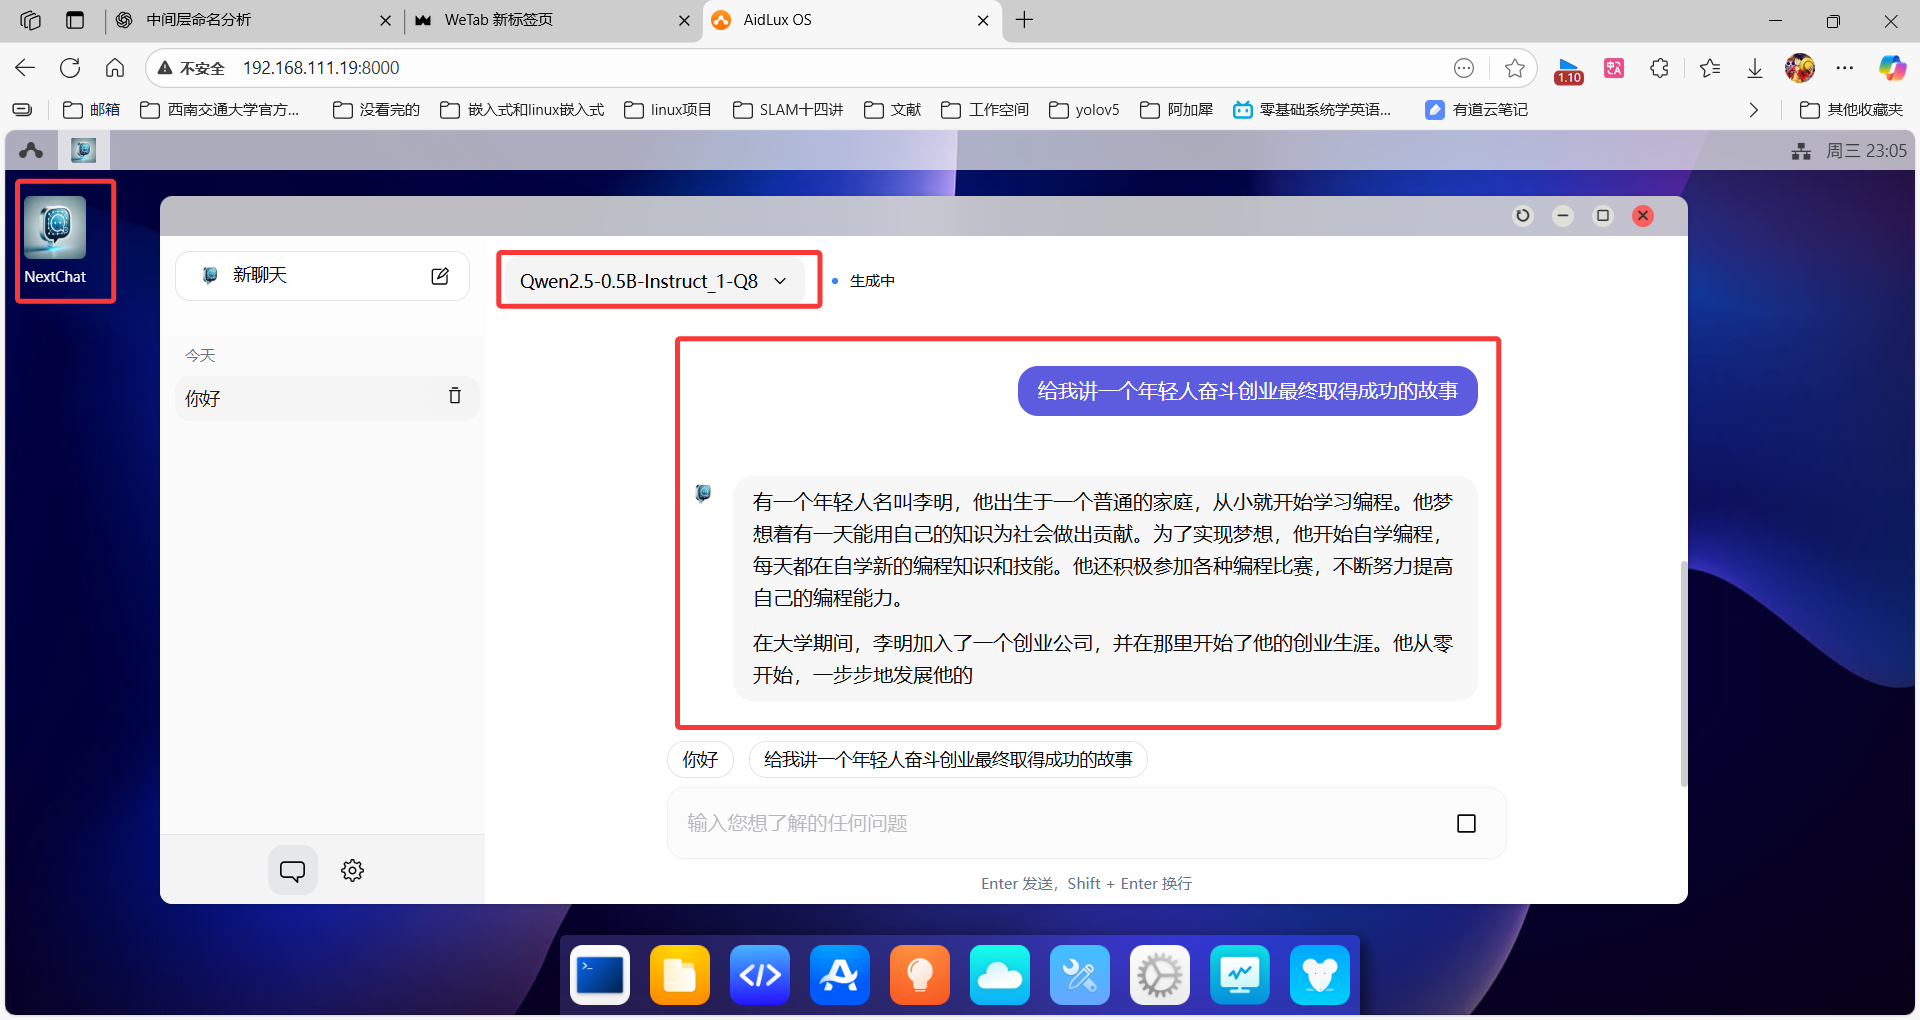 中间层命名分析
WeTab 新标签页
AidLux OS
不安全
192.168.111.19:8000
1.10
邮箱
西南交通大学官方...
没看完的
嵌入式和linux嵌入式
linux项目
SLAM十四讲
文献
工作空间
yolov5
阿加犀
零基础系统学英语...
有道云笔记
其他收藏夹
周三 23:05
NextChat
新聊天
Qwen2.5-0.5B-Instruct_1-Q8
生成中
今天
你好
给我讲一个年轻人奋斗创业最终取得成功的故事
有一个年轻人名叫李明，他出生于一个普通的家庭，从小就开始学习编程。他梦
想着有一天能用自己的知识为社会做出贡献。为了实现梦想，他开始自学编程，
每天都在自学新的编程知识和技能。他还积极参加各种编程比赛，不断努力提高
自己的编程能力。
在大学期间，李明加入了一个创业公司，并在那里开始了他的创业生涯。他从零
开始，一步步地发展他的
你好
给我讲一个年轻人奋斗创业最终取得成功的故事
输入您想了解的任何问题
Enter 发送，Shift + Enter 换行